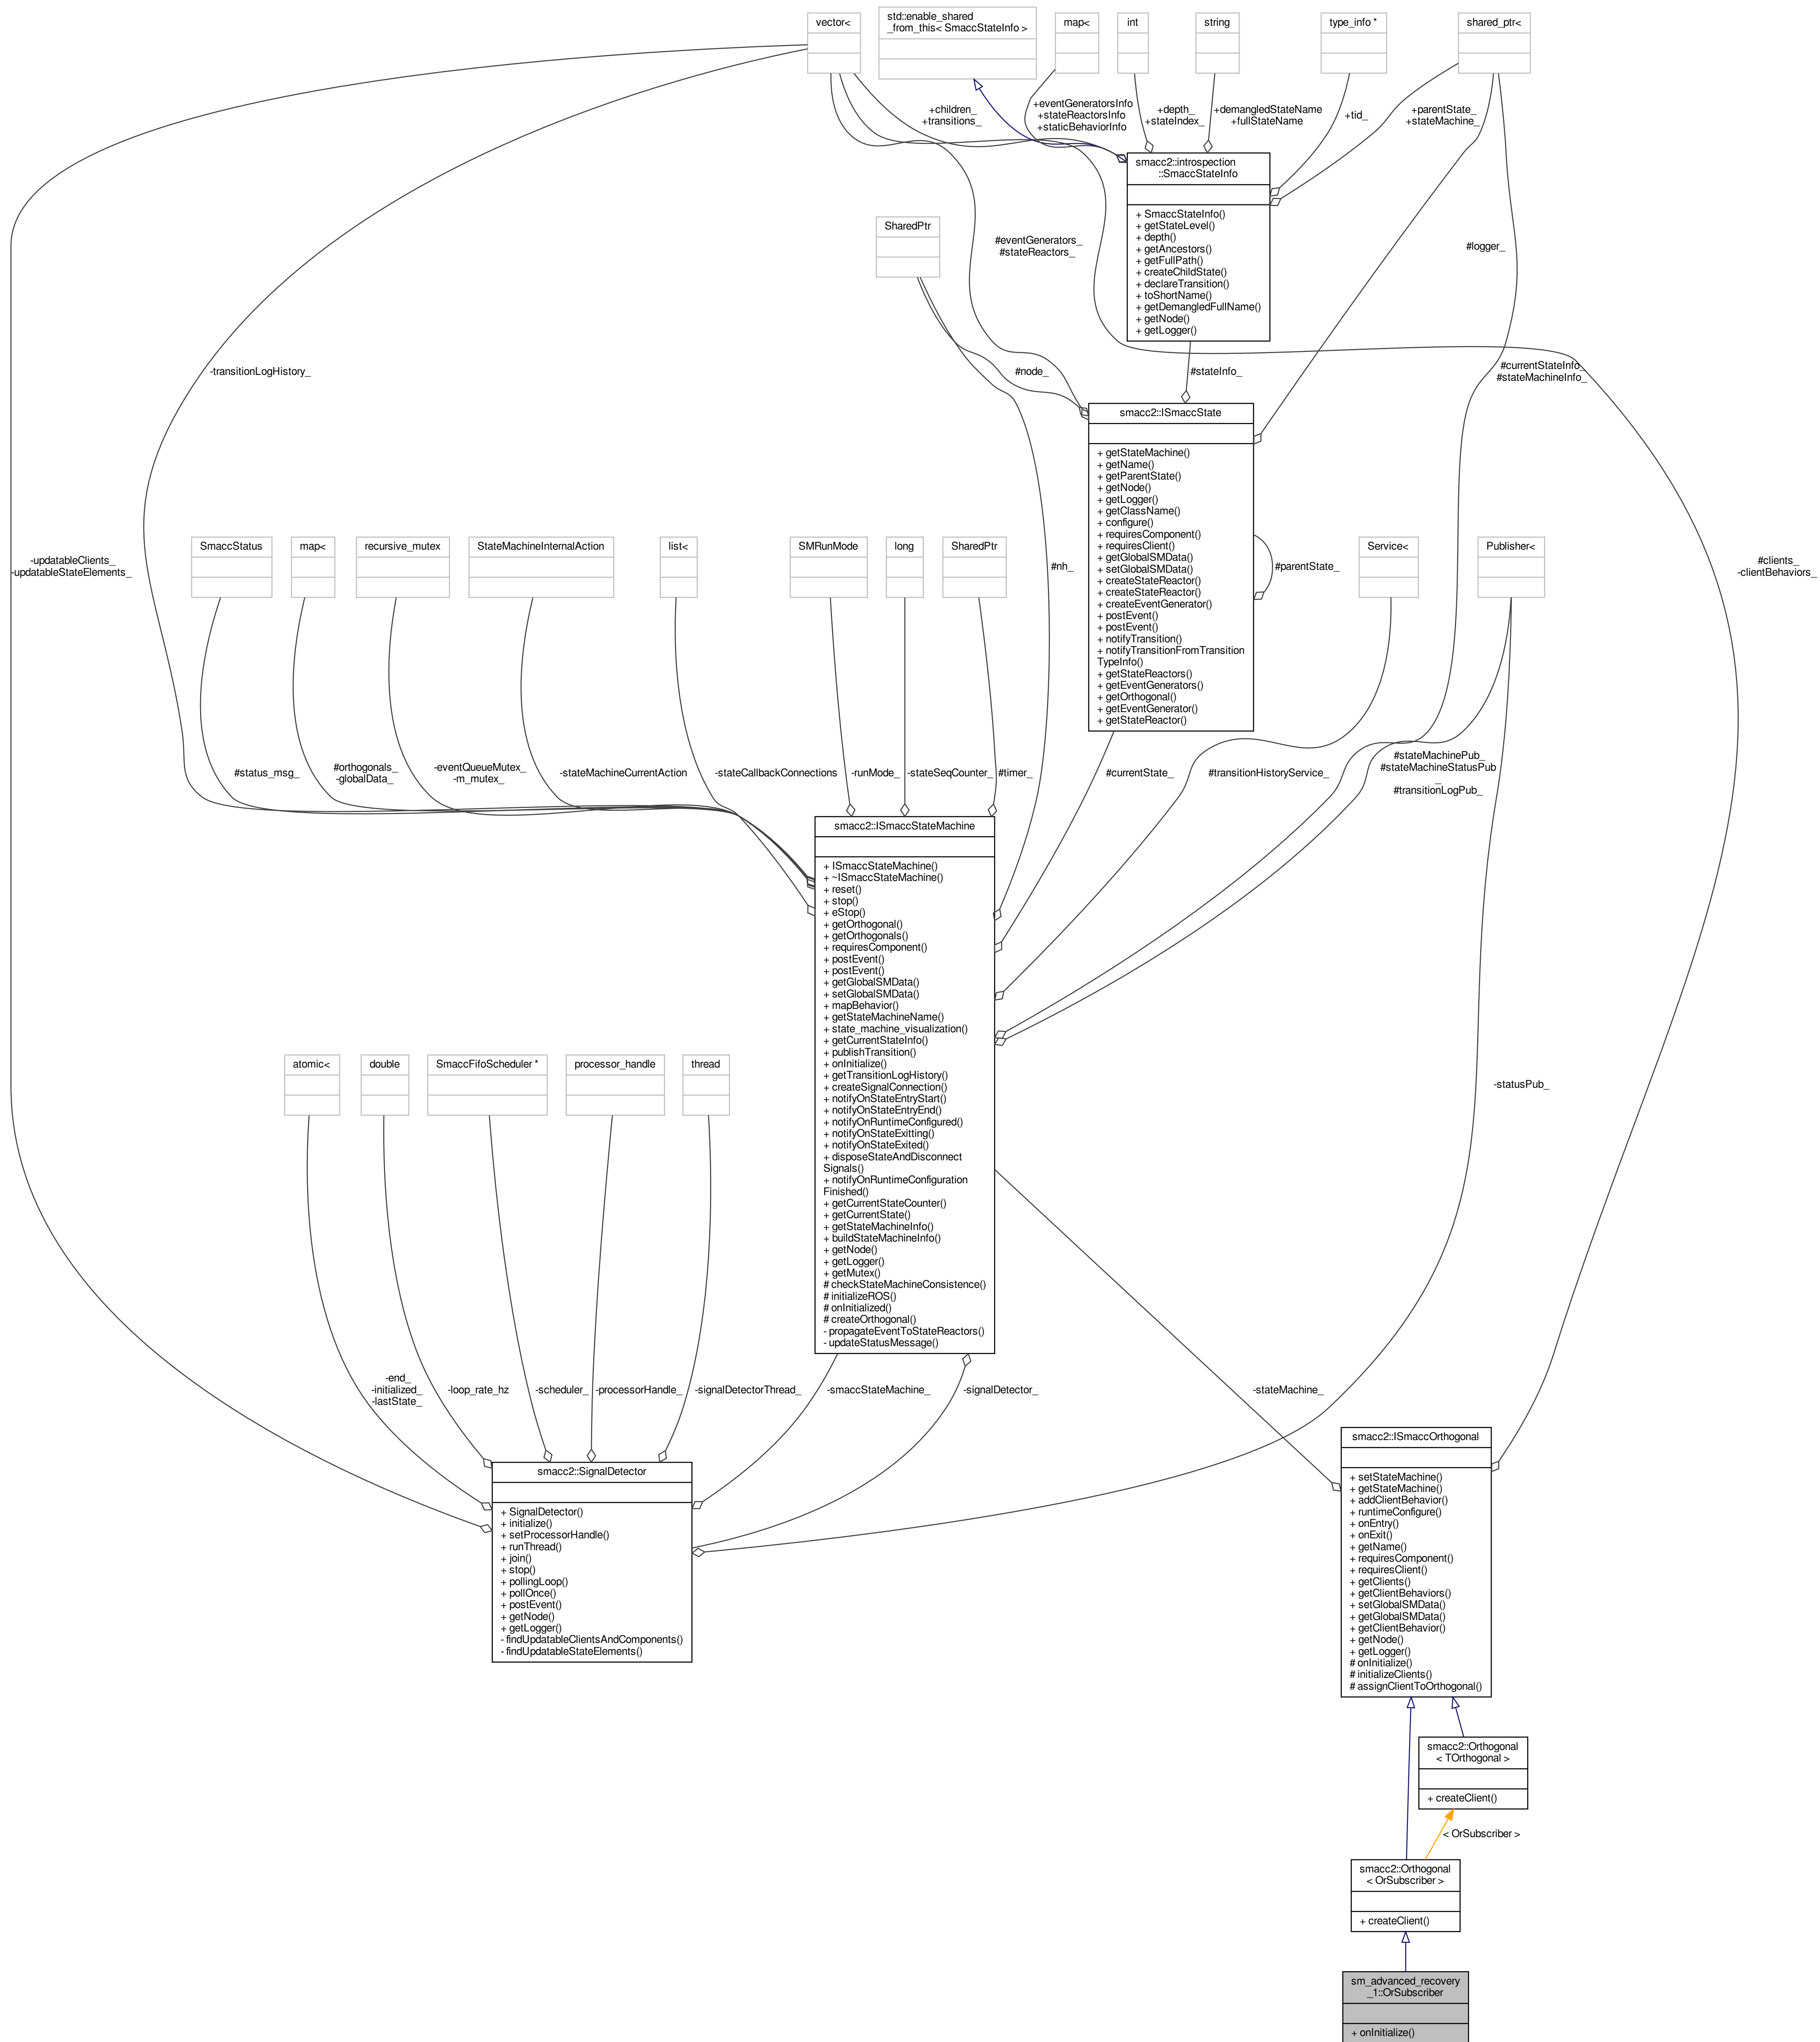 vector<
std::enable_shared
_from_this< SmaccStateInfo >
map<
int
string
type_info *
shared_ptr<
+children_
+transitions_
+eventGeneratorsInfo
+stateReactorsInfo
+staticBehaviorInfo
+depth_
+stateIndex_
+demangledStateName
+fullStateName
+tid_
+parentState_
+stateMachine_
smacc2::introspection
::SmaccStateInfo
+ SmaccStateInfo()
+ getStateLevel()
+ depth()
+ getAncestors()
+ getFullPath()
+ createChildState()
+ declareTransition()
+ toShortName()
+ getDemangledFullName()
+ getNode()
+ getLogger()
SharedPtr
#eventGenerators_
#stateReactors_
#logger_
-transitionLogHistory_
#node_
#stateInfo_
#currentStateInfo_
#stateMachineInfo_
smacc2::ISmaccState
+ getStateMachine()
+ getName()
+ getParentState()
+ getNode()
+ getLogger()
+ getClassName()
+ configure()
+ requiresComponent()
+ requiresClient()
+ getGlobalSMData()
+ setGlobalSMData()
+ createStateReactor()
+ createStateReactor()
+ createEventGenerator()
+ postEvent()
+ postEvent()
+ notifyTransition()
+ notifyTransitionFromTransition
TypeInfo()
+ getStateReactors()
+ getEventGenerators()
+ getOrthogonal()
+ getEventGenerator()
+ getStateReactor()
#parentState_
-updatableClients_
-updatableStateElements_
SmaccStatus
map<
recursive_mutex
StateMachineInternalAction
list<
SMRunMode
long
SharedPtr
#nh_
Service<
Publisher<
#clients_
-clientBehaviors_
#status_msg_
#orthogonals_
-globalData_
-eventQueueMutex_
-m_mutex_
-stateMachineCurrentAction
-stateCallbackConnections
-runMode_
-stateSeqCounter_
#timer_
#currentState_
#transitionHistoryService_
#stateMachinePub_
#stateMachineStatusPub
_
#transitionLogPub_
smacc2::ISmaccStateMachine
+ ISmaccStateMachine()
+ ~ISmaccStateMachine()
+ reset()
+ stop()
+ eStop()
+ getOrthogonal()
+ getOrthogonals()
+ requiresComponent()
+ postEvent()
+ postEvent()
+ getGlobalSMData()
+ setGlobalSMData()
+ mapBehavior()
+ getStateMachineName()
+ state_machine_visualization()
+ getCurrentStateInfo()
+ publishTransition()
+ onInitialize()
+ getTransitionLogHistory()
+ createSignalConnection()
+ notifyOnStateEntryStart()
+ notifyOnStateEntryEnd()
+ notifyOnRuntimeConfigured()
+ notifyOnStateExitting()
+ notifyOnStateExited()
+ disposeStateAndDisconnect
Signals()
+ notifyOnRuntimeConfiguration
Finished()
+ getCurrentStateCounter()
+ getCurrentState()
+ getStateMachineInfo()
+ buildStateMachineInfo()
+ getNode()
+ getLogger()
+ getMutex()
# checkStateMachineConsistence()
# initializeROS()
# onInitialized()
# createOrthogonal()
- propagateEventToStateReactors()
- updateStatusMessage()
atomic<
double
SmaccFifoScheduler *
processor_handle
thread
-statusPub_
-end_
-initialized_
-lastState_
-loop_rate_hz
-scheduler_
-processorHandle_
-signalDetectorThread_
-smaccStateMachine_
-signalDetector_
-stateMachine_
smacc2::SignalDetector
+ SignalDetector()
+ initialize()
+ setProcessorHandle()
+ runThread()
+ join()
+ stop()
+ pollingLoop()
+ pollOnce()
+ postEvent()
+ getNode()
+ getLogger()
- findUpdatableClientsAndComponents()
- findUpdatableStateElements()
smacc2::ISmaccOrthogonal
+ setStateMachine()
+ getStateMachine()
+ addClientBehavior()
+ runtimeConfigure()
+ onEntry()
+ onExit()
+ getName()
+ requiresComponent()
+ requiresClient()
+ getClients()
+ getClientBehaviors()
+ setGlobalSMData()
+ getGlobalSMData()
+ getClientBehavior()
+ getNode()
+ getLogger()
# onInitialize()
# initializeClients()
# assignClientToOrthogonal()
smacc2::Orthogonal
< TOrthogonal >
+ createClient()
< OrSubscriber >
smacc2::Orthogonal
< OrSubscriber >
+ createClient()
sm_advanced_recovery
_1::OrSubscriber
+ onInitialize()